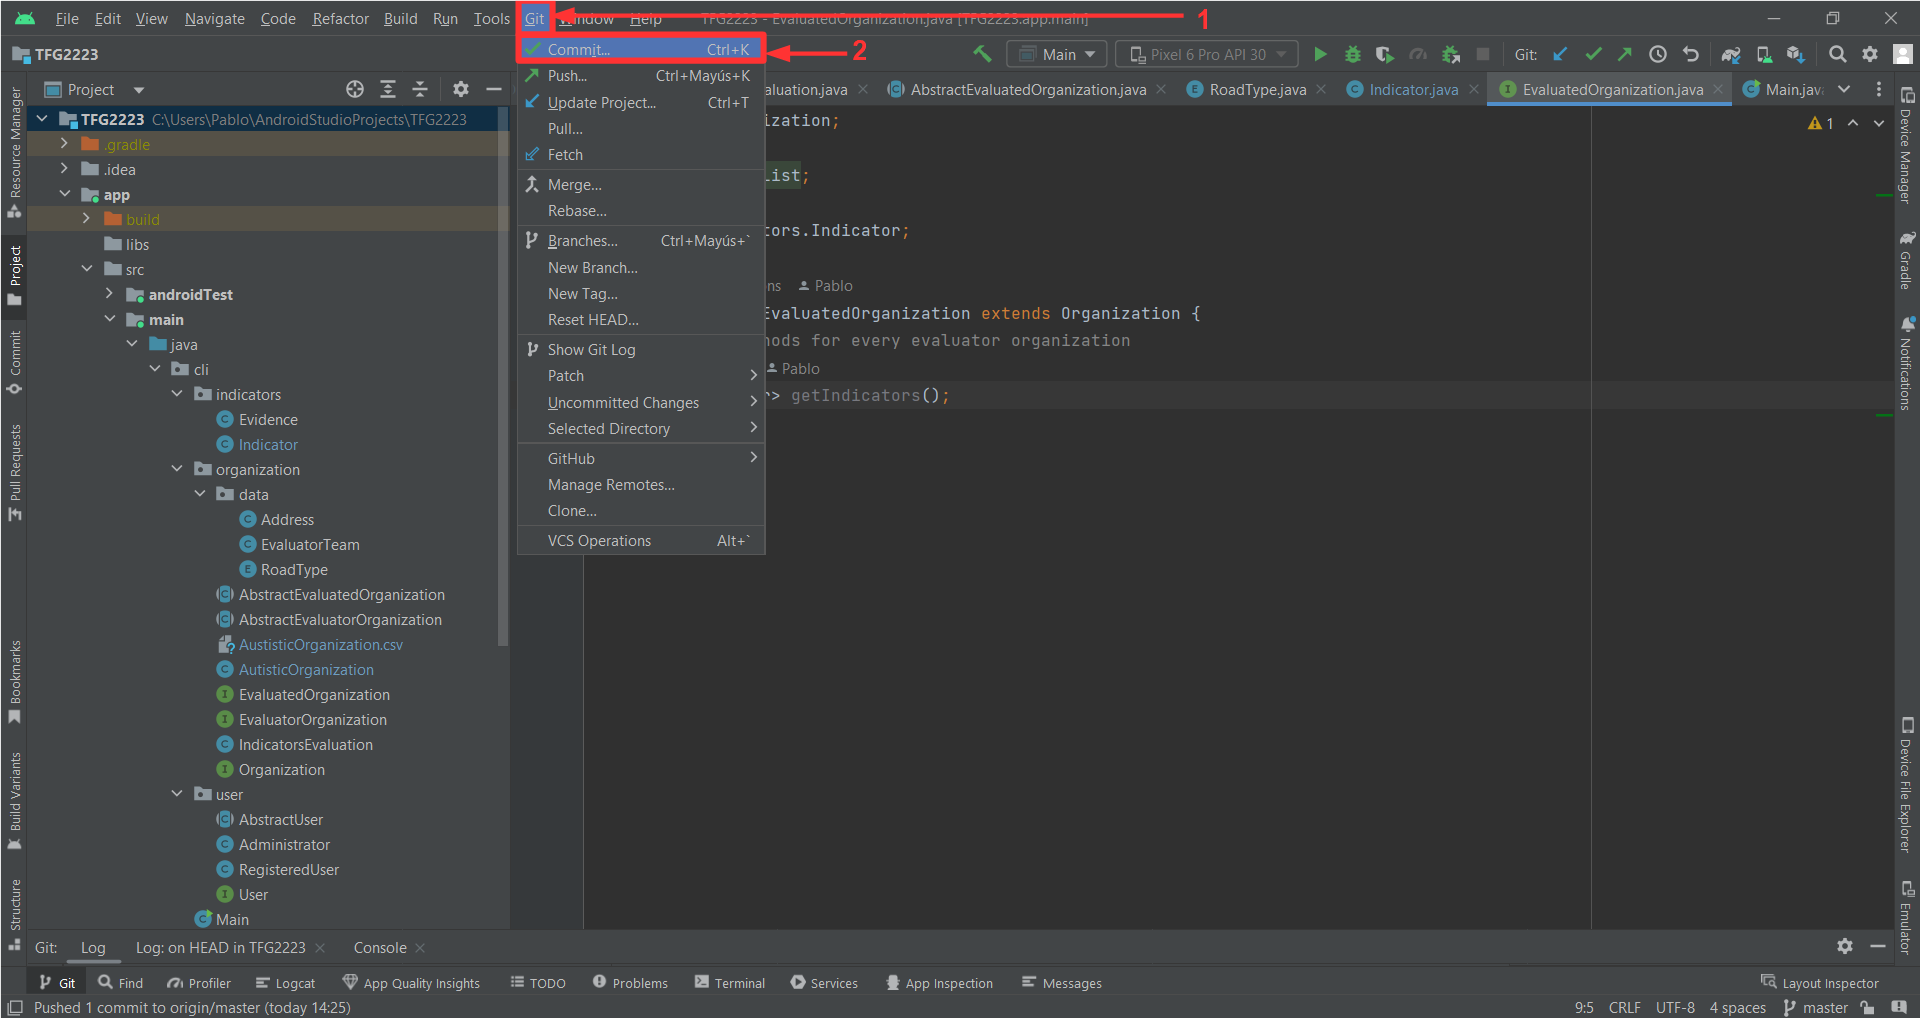 File Edit View Navigate Code Refactor Build Run Tools Git Window Help TFG2223 - EvaluatedOrganization.java [TFG2223.app.main]
1
TFG2223
Main
Pixel 6 Pro API 30
Git:
Commit... Ctrl+K
2
Push... Ctrl+Mayús+K
Update Project... Ctrl+T
Pull...
Fetch
Merge...
Rebase...
Branches... Ctrl+Mayús+`
New Branch...
New Tag...
Reset HEAD...
Show Git Log
Patch
Uncommitted Changes
Selected Directory
GitHub
Manage Remotes...
Clone...
VCS Operations Alt+`
aluation.java AbstractEvaluatedOrganization.java RoadType.java Indicator.java EvaluatedOrganization.java Main.jav
ization;
List;
tors.Indicator;
ns Pablo
EvaluatedOrganization extends Organization {
hods for every evaluator organization
Pablo
r> getIndicators();
1
Project
TFG2223 C:\Users\Pablo\AndroidStudioProjects\TFG2223
.gradle
.idea
app
build
libs
src
androidTest
main
java
cli
indicators
Evidence
Indicator
organization
data
Address
EvaluatorTeam
RoadType
AbstractEvaluatedOrganization
AbstractEvaluatorOrganization
AustisticOrganization.csv
AutisticOrganization
EvaluatedOrganization
EvaluatorOrganization
IndicatorsEvaluation
Organization
user
AbstractUser
Administrator
RegisteredUser
User
Main
Resource Manager
Project
Commit
Pull Requests
Bookmarks
Build Variants
Structure
Device Manager
Gradle
Notifications
Device File Explorer
Emulator
Git: Log Log: on HEAD in TFG2223 Console
Git Find Profiler Logcat App Quality Insights TODO Problems Terminal Services App Inspection Messages Layout Inspector
Pushed 1 commit to origin/master (today 14:25) 9:5 CRLF UTF-8 4 spaces master